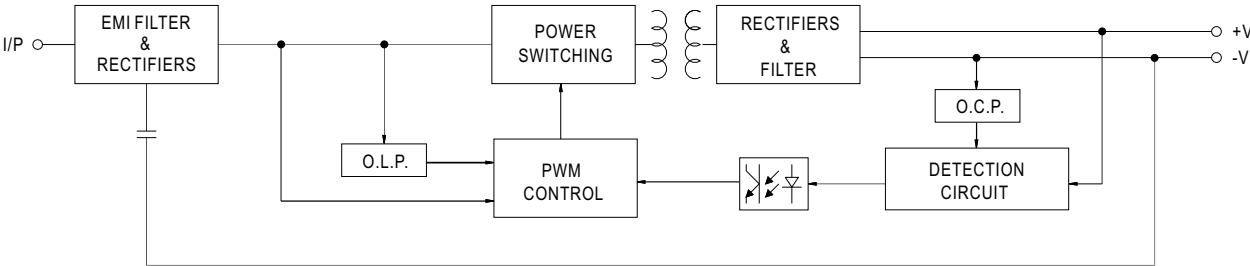 I/P
EMI FILTER
&
RECTIFIERS
POWER
SWITCHING
RECTIFIERS
&
FILTER
+V
-V
O.C.P.
O.L.P.
PWM
CONTROL
DETECTION
CIRCUIT